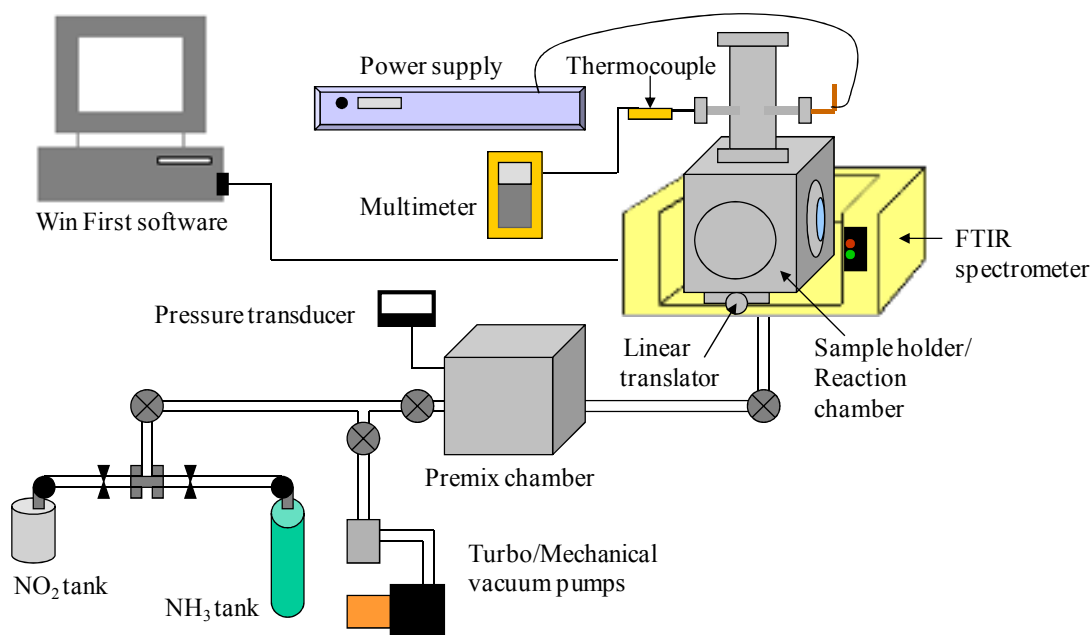 Power supply
Thermocouple
Win First software
Multimeter
FTIR
spectrometer
Pressure transducer
Linear
translator
Sample holder/
Reaction
chamber
Premix chamber
NO₂ tank
NH₃ tank
Turbo/Mechanical
vacuum pumps